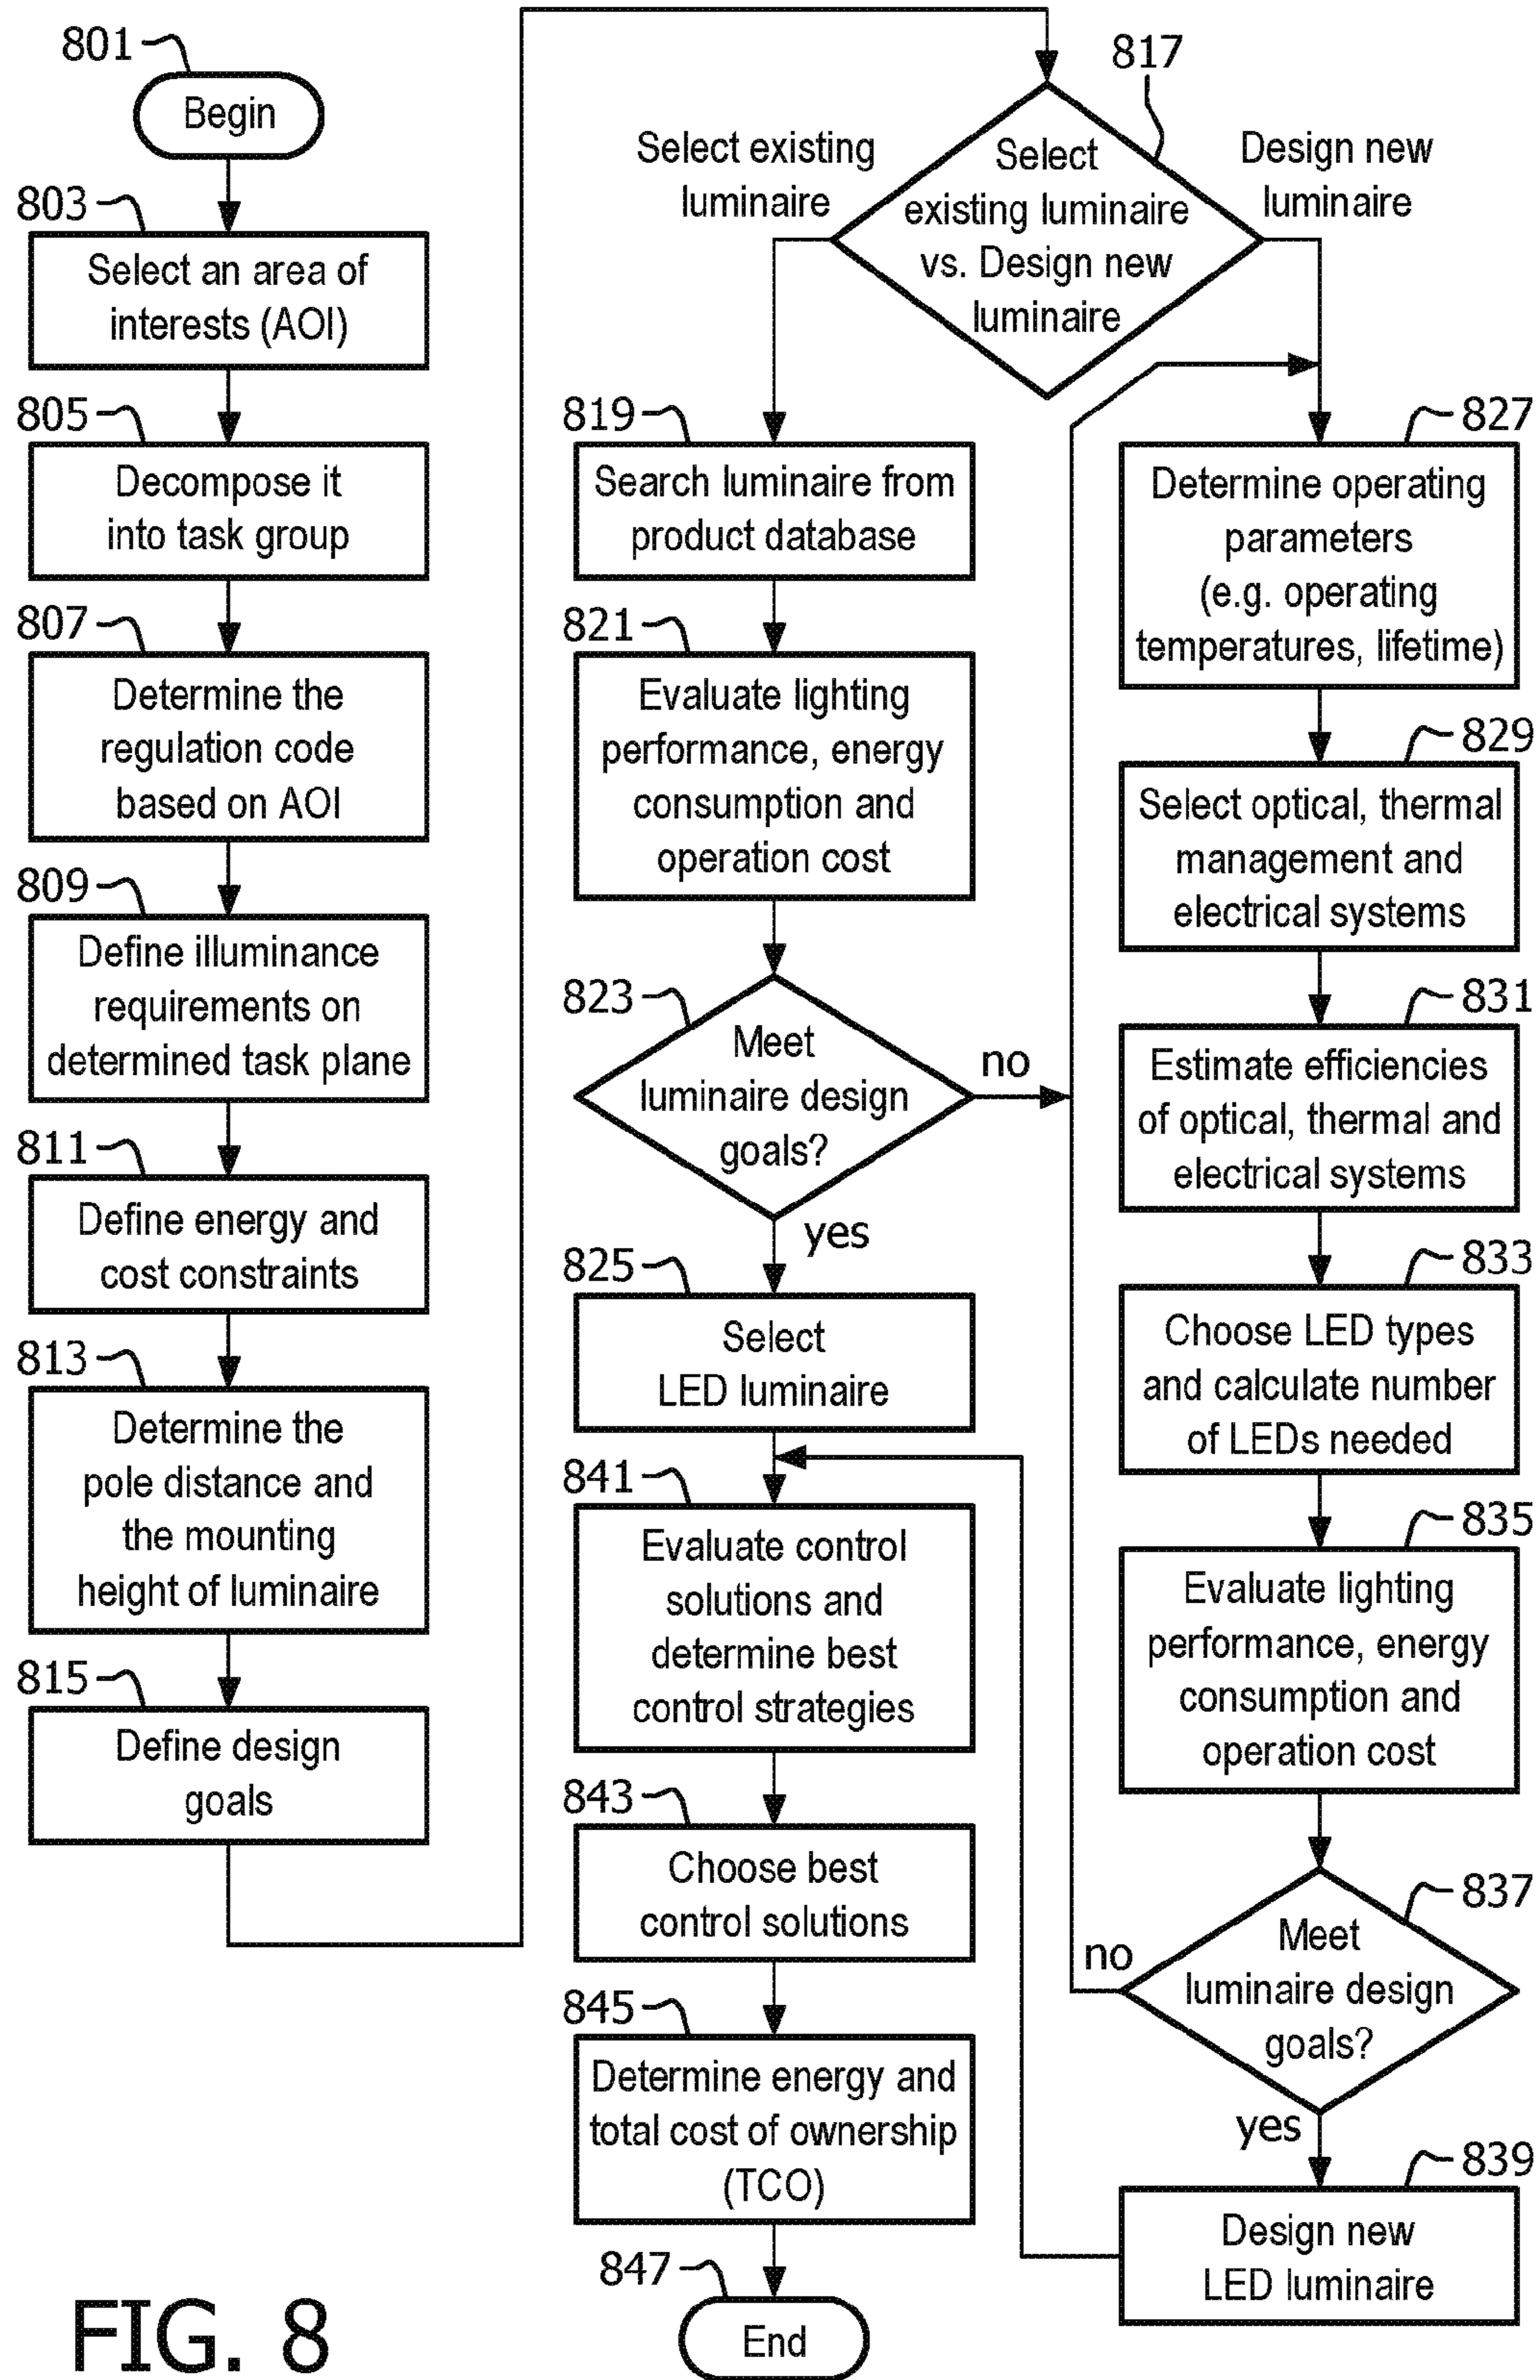 801
Begin
803
Select an area of
interests (AOI)
805
Decompose it
into task group
807
Determine the
regulation code
based on AOI
809
Define illuminance
requirements on
determined task plane
811
Define energy and
cost constraints
813
Determine the
pole distance and
the mounting
height of luminaire
815
Define design
goals
817
Select existing
luminaire
Select
existing luminaire
vs. Design new
luminaire
Design new
luminaire
819
Search luminaire from
product database
821
Evaluate lighting
performance, energy
consumption and
operation cost
823
Meet
luminaire design
goals?
no
yes
825
Select
LED luminaire
841
Evaluate control
solutions and
determine best
control strategies
843
Choose best
control solutions
845
Determine energy and
total cost of ownership
(TCO)
847
End
827
Determine operating
parameters
(e.g. operating
temperatures, lifetime)
829
Select optical, thermal
management and
electrical systems
831
Estimate efficiencies
of optical, thermal and
electrical systems
833
Choose LED types
and calculate number
of LEDs needed
835
Evaluate lighting
performance, energy
consumption and
operation cost
837
Meet
luminaire design
goals?
no
yes
839
Design new
LED luminaire
FIG. 8